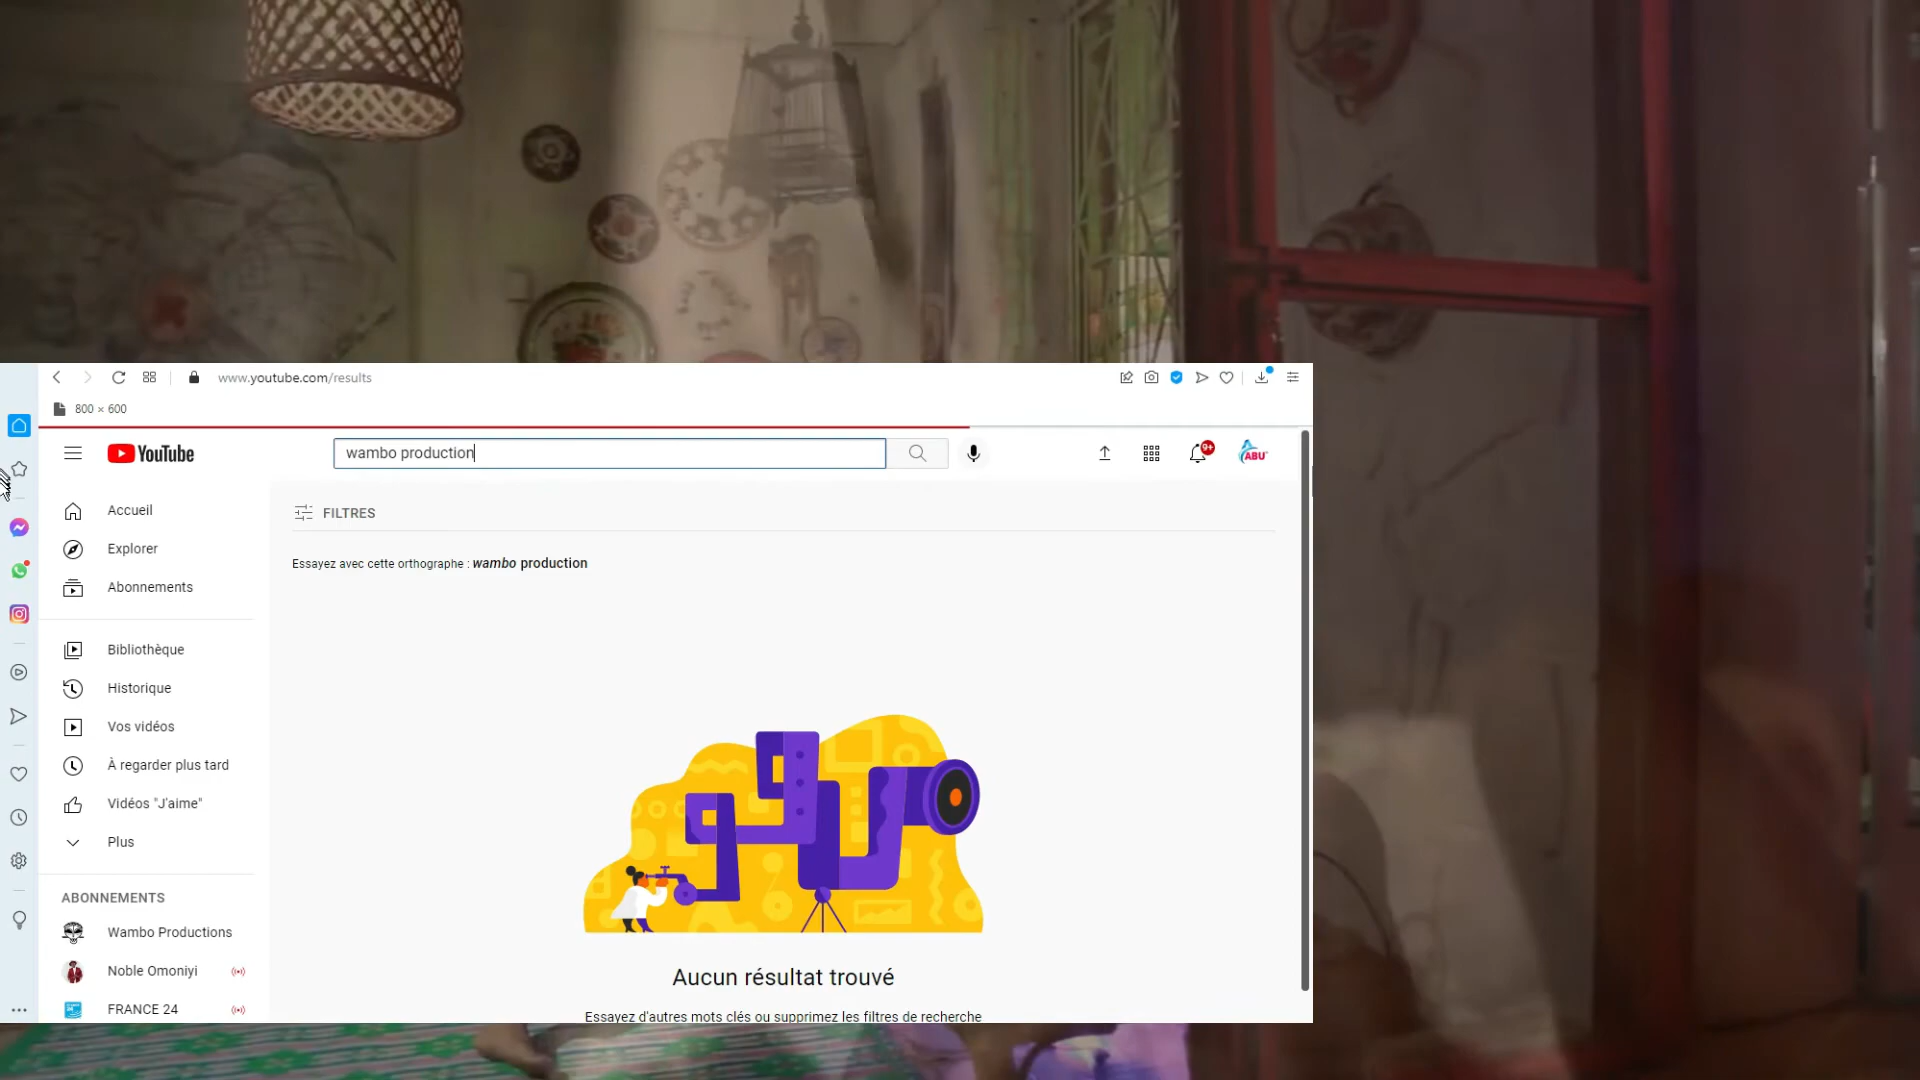 www.youtube.com/results
800 × 600
YouTube
wambo production
9+
ABU
Accueil
FILTRES
Explorer
Essayez avec cette orthographe : wambo production
Abonnements
Bibliothèque
Historique
Vos vidéos
À regarder plus tard
Vidéos "J'aime"
Plus
ABONNEMENTS
Wambo Productions
Noble Omoniyi
FRANCE 24
Aucun résultat trouvé
Essayez d'autres mots clés ou supprimez les filtres de recherche